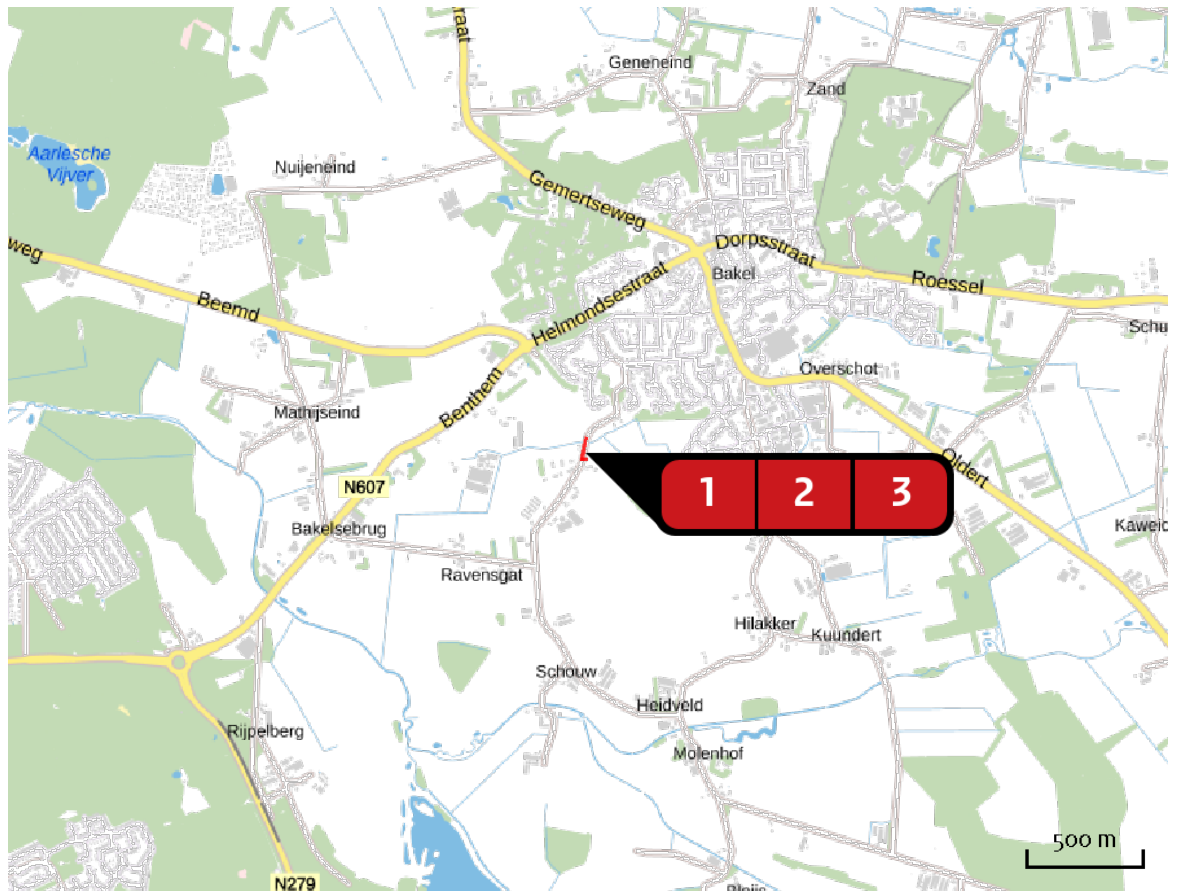 raat
Geneneind
Zand
Aarlesche
Vijver
Nuijeneind
Gemertseweg
weg
Dorpsstraat
Bakel
Roessel
Beemd
Helmondsestraat
Schu
Overschot
Benthem
Mathijseind
Oldert
N607
1 2 3
Bakelsebrug
Kaweid
Ravensgat
Hilakker
Kuundert
Schouw
Heidveld
Rijpelberg
Molenhof
500 m
N279